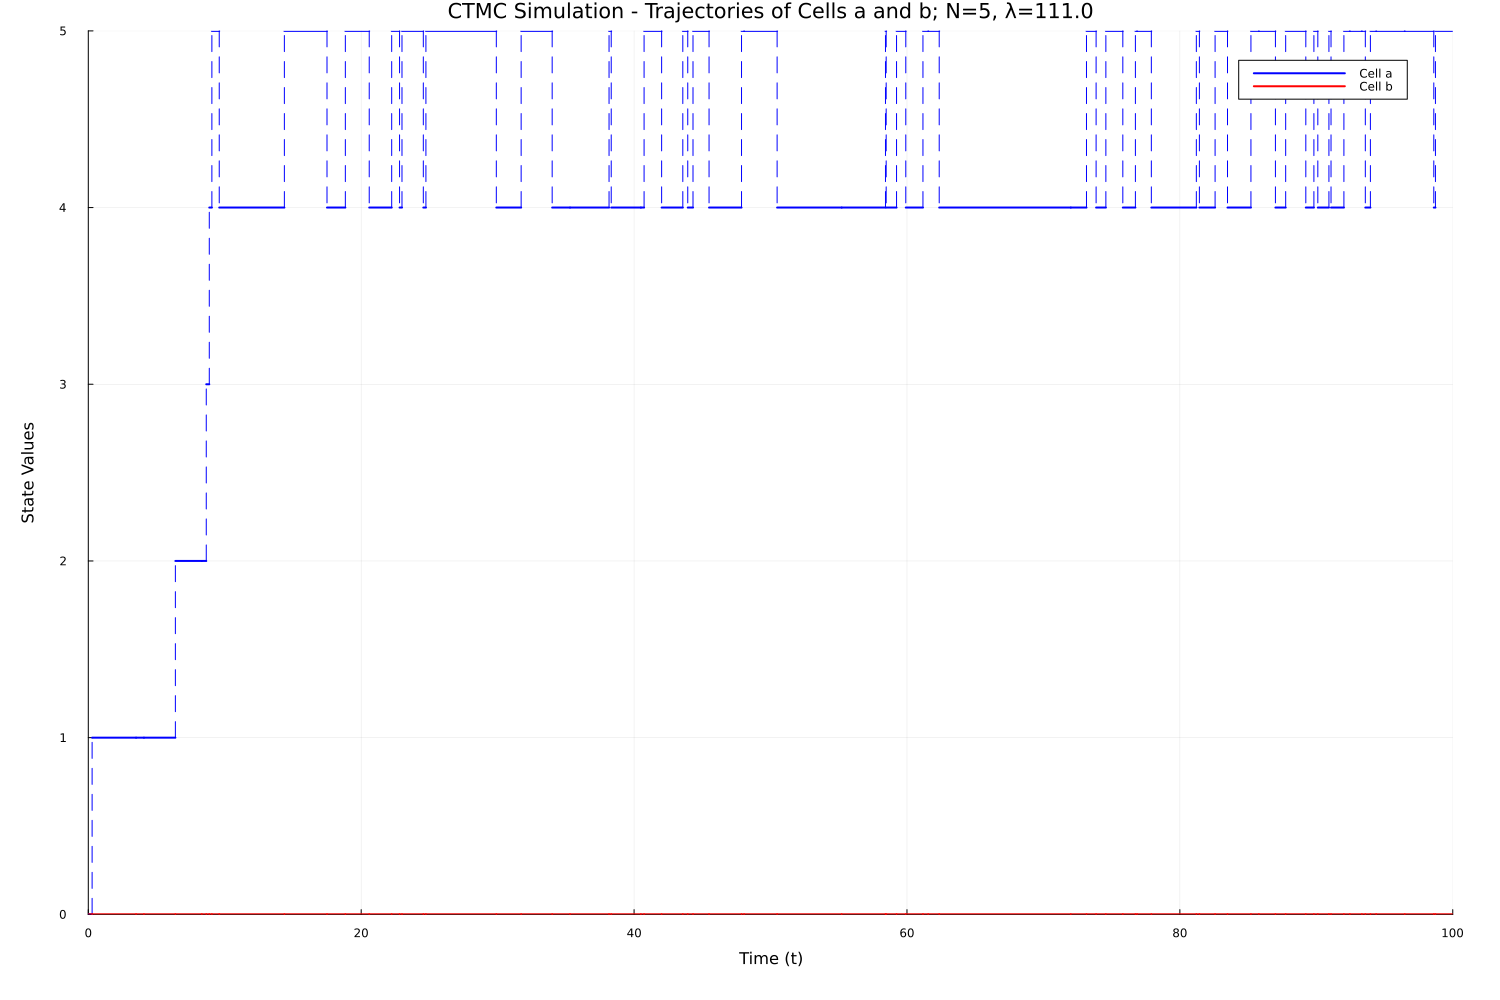 CTMC Simulation - Trajectories of Cells a and b; N=5, λ=111.0
5
Cell a
Cell b
4
3
State Values
2
1
0
0 20 40 60 80 100
Time (t)